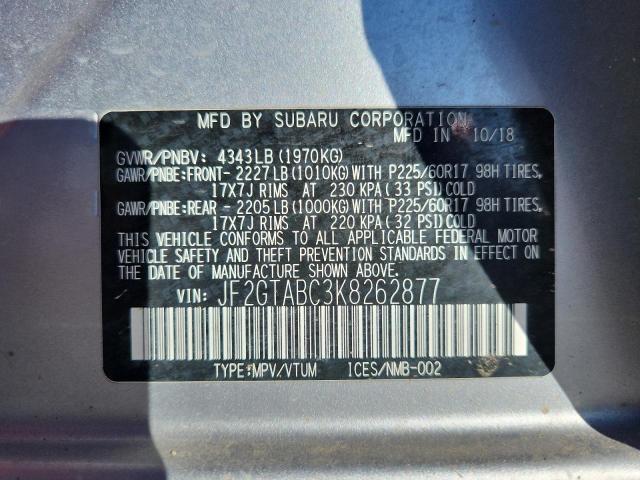 MFD BY SUBARU CORPORATION
MFD IN 10/18
GVWR/PNBV: 4343LB (1970KG)
GAWR/PNBE:FRONT- 2227LB(1010KG)WITH P225/60R17 98H TIRES,
17X7J RIMS AT 230 KPA(33 PSI)COLD
GAWR/PNBE:REAR - 2205LB(1000KG)WITH P225/60R17 98H TIRES,
17X7J RIMS AT 220 KPA(32 PSI)COLD
THIS VEHICLE CONFORMS TO ALL APPLICABLE FEDERAL MOTOR
VEHICLE SAFETY AND THEFT PREVENTION STANDARDS IN EFFECT ON
THE DATE OF MANUFACTURE SHOWN ABOVE.
VIN: JF2GTABC3K8262877
TYPE:MPV/VTUM ICES/NMB-002